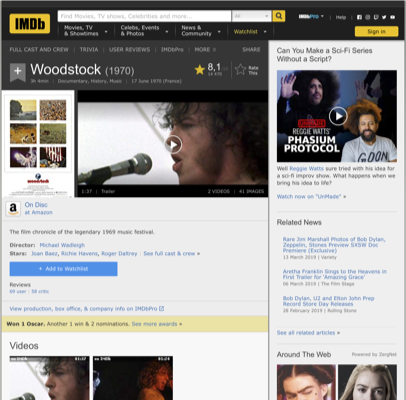 IMDb
Find Movies, TV shows, Celebrities and more...
All
IMDbPro
Help
Movies, TV & Showtimes
Celebs, Events & Photos
News & Community
Watchlist
Sign in
FULL CAST AND CREW | TRIVIA | USER REVIEWS | IMDbPro | MORE
SHARE
Woodstock (1970)
8,1
Rate This
3h 4min | Documentary, History, Music | 17 June 1970 (France)
woodstock
1:37 | Trailer
2 VIDEOS | 41 IMAGES
On Disc
at Amazon
The film chronicle of the legendary 1969 music festival.
Director: Michael Wadleigh
Stars: Joan Baez, Richie Havens, Roger Daltrey | See full cast & crew »
+ Add to Watchlist
Reviews
View production, box office, & company info on IMDbPro
Won 1 Oscar. Another 1 win & 2 nominations. See more awards »
Videos
Can You Make a Sci-Fi Series
Without a Script?
REGGIE WATTS'
PHASIUM
PROTOCOL
Well Reggie Watts sure tried with his idea for
a sci-fi improv show. What happens when we
bring his idea to life?
Watch now on "UnMade" »
Related News
Rare Jim Marshall Photos of Bob Dylan,
Zeppelin, Stones Preview SXSW Doc
Premiere (Exclusive)
13 March 2019 | Variety
Aretha Franklin Sings to the Heavens in
First Trailer for 'Amazing Grace'
06 March 2019 | The Film Stage
Bob Dylan, U2 and Elton John Prep
Record Store Day Releases
28 February 2019 | Rolling Stone
See all related articles »
Around The Web
Powered by ZergNet